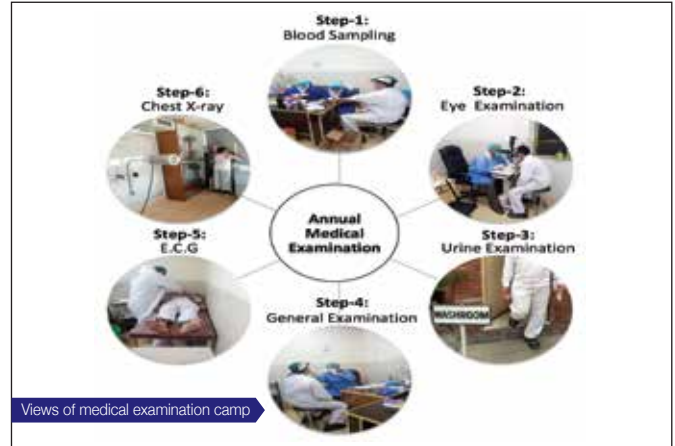 Step-1:
Blood Sampling
Step-2:
Eye Examination
Step-3:
Urine Examination
WASHROOM
Step-4:
General Examination
Step-5:
E.C.G
Step-6:
Chest X-ray
Annual
Medical
Examination
Views of medical examination camp